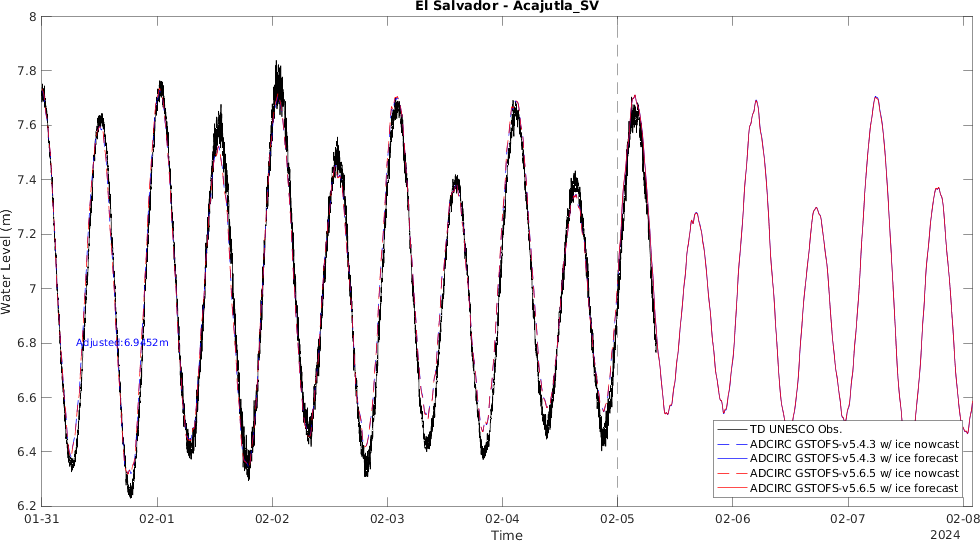 El Salvador - Acajutla_SV
8
7.8
7.6
7.4
7.2
7
6.8
6.6
6.4
6.2
Water Level (m)
Adjusted:6.9452m
TD UNESCO Obs.
ADCIRC GSTOFS-v5.4.3 w/ ice nowcast
ADCIRC GSTOFS-v5.4.3 w/ ice forecast
ADCIRC GSTOFS-v5.6.5 w/ ice nowcast
ADCIRC GSTOFS-v5.6.5 w/ ice forecast
01-31 02-01 02-02 02-03 02-04 02-05 02-06 02-07 02-08
Time
2024